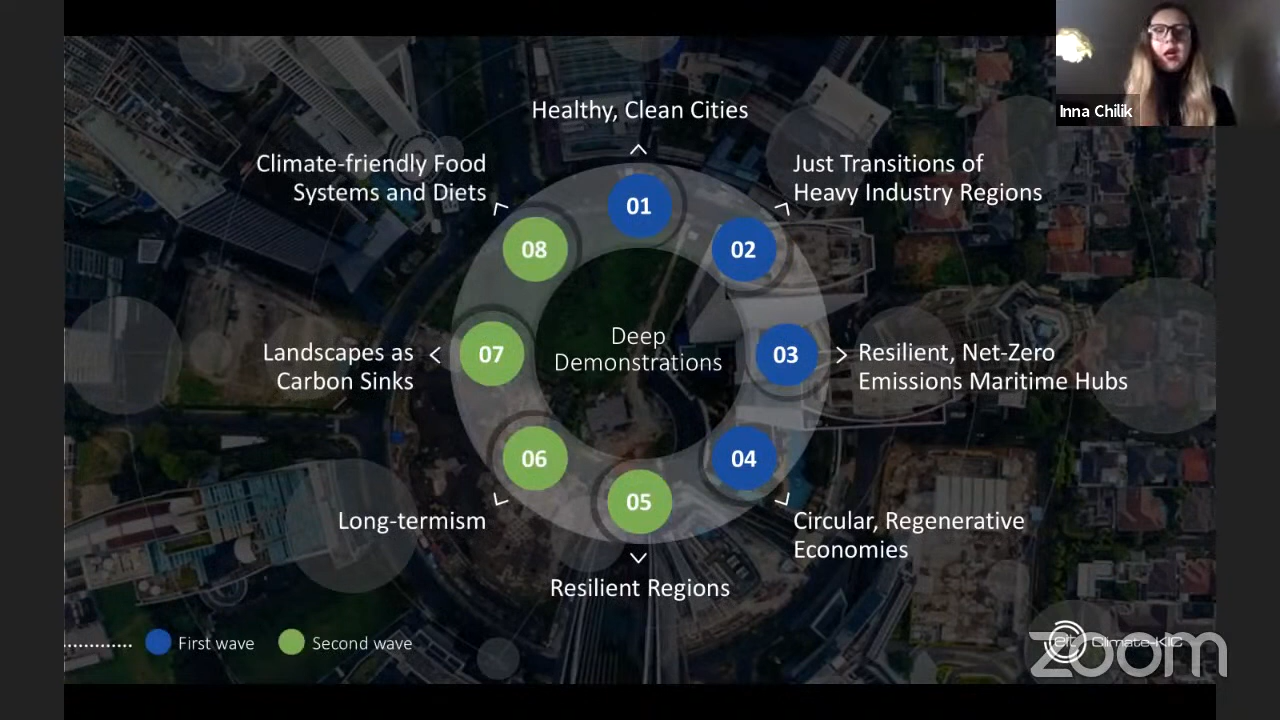 Inna Chilik
Healthy, Clean Cities
Climate-friendly Food
Systems and Diets
Just Transitions of
Heavy Industry Regions
01
08
02
Deep
Demonstrations
Landscapes as
Carbon Sinks
07
03
Resilient, Net-Zero
Emissions Maritime Hubs
06
04
05
Long-termism
Circular, Regenerative
Economies
Resilient Regions
First wave
Second wave
eit Climate-KIC
zoom